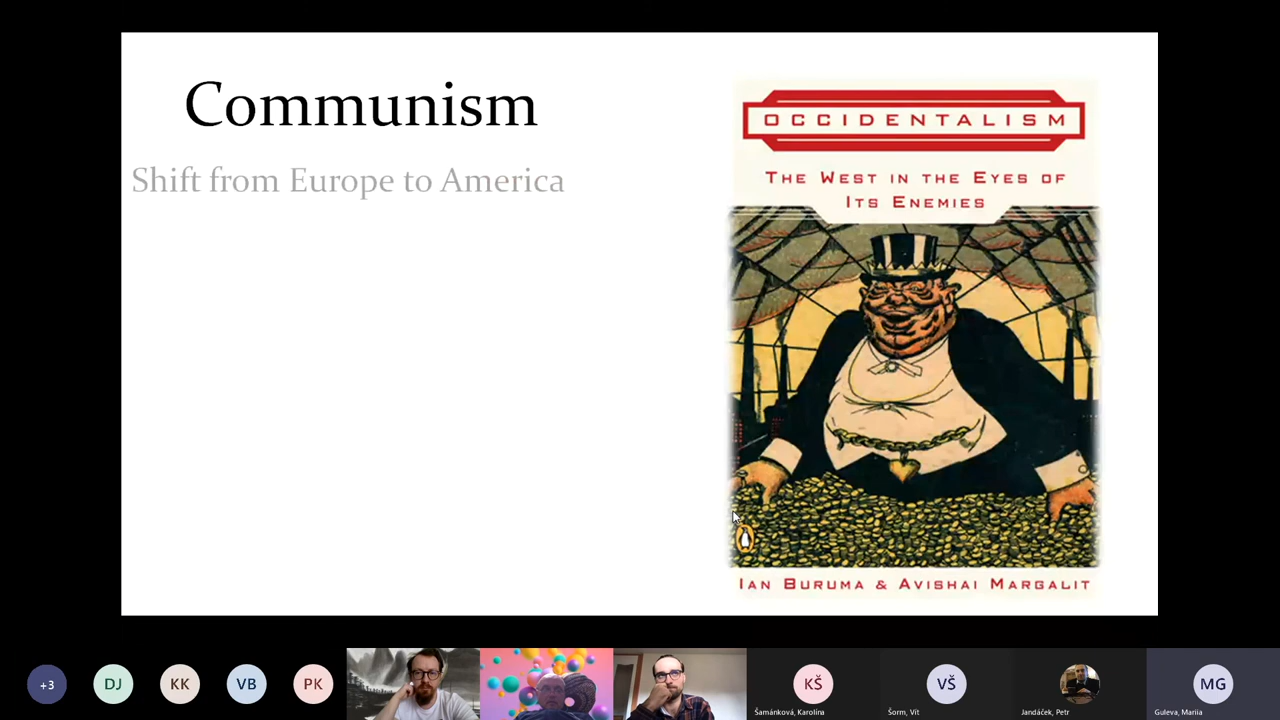 Communism
Shift from Europe to America
OCCIDENTALISM
THE WEST IN THE EYES OF
ITS ENEMIES
IAN BURUMA & AVISHAI MARGALIT
+3
DJ
KK
VB
PK
KŠ
Šamánková, Karolína
VŠ
Šorm, Vít
Jandáček, Petr
MG
Guleva, Mariia